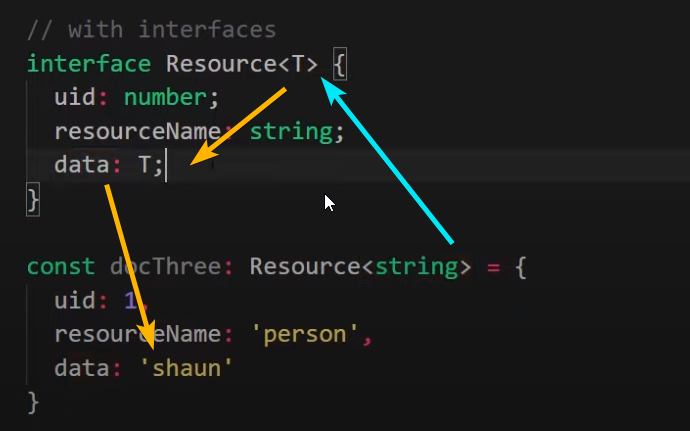 // with interfaces
interface Resource<T> {
  uid: number;
  resourceName: string;
  data: T;
}
const docThree: Resource<string> = {
  uid: 1,
  resourceName: 'person',
  data: 'shaun'
}